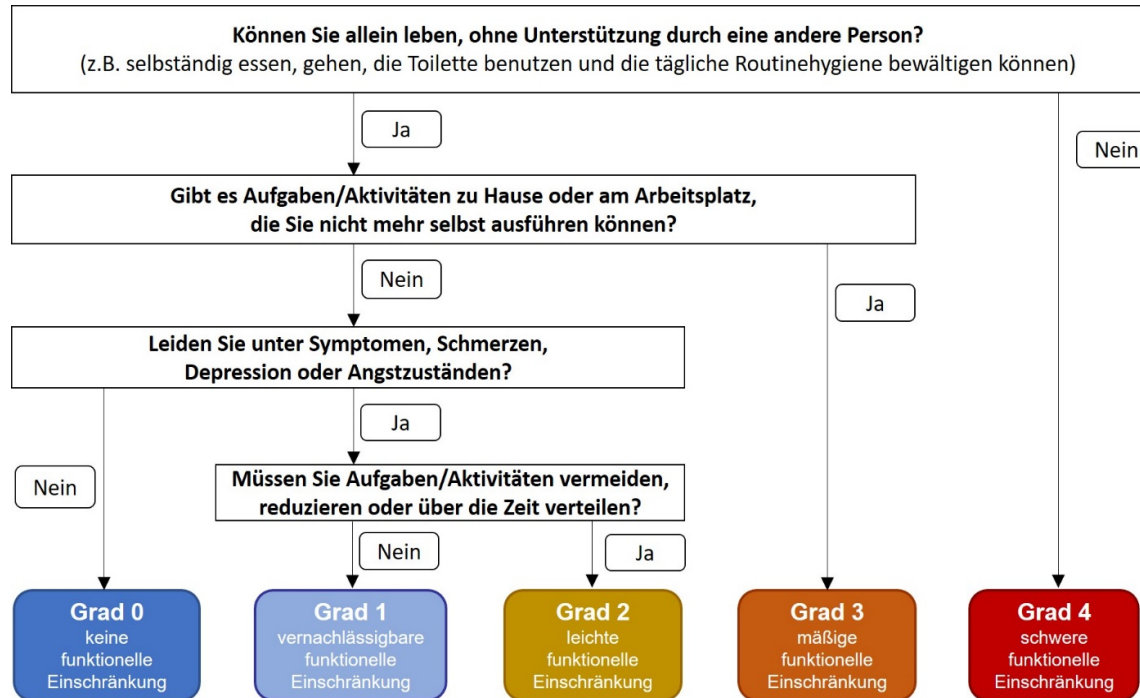 Können Sie allein leben, ohne Unterstützung durch eine andere Person?
(z.B. selbständig essen, gehen, die Toilette benutzen und die tägliche Routinehygiene bewältigen können)
Ja
Nein
Gibt es Aufgaben/Aktivitäten zu Hause oder am Arbeitsplatz,
die Sie nicht mehr selbst ausführen können?
Nein
Ja
Leiden Sie unter Symptomen, Schmerzen,
Depression oder Angstzuständen?
Ja
Nein
Müssen Sie Aufgaben/Aktivitäten vermeiden,
reduzieren oder über die Zeit verteilen?
Nein
Ja
Grad 0
keine
funktionelle
Einschränkung
Grad 1
vernachlässigbare
funktionelle
Einschränkung
Grad 2
leichte
funktionelle
Einschränkung
Grad 3
mäßige
funktionelle
Einschränkung
Grad 4
schwere
funktionelle
Einschränkung